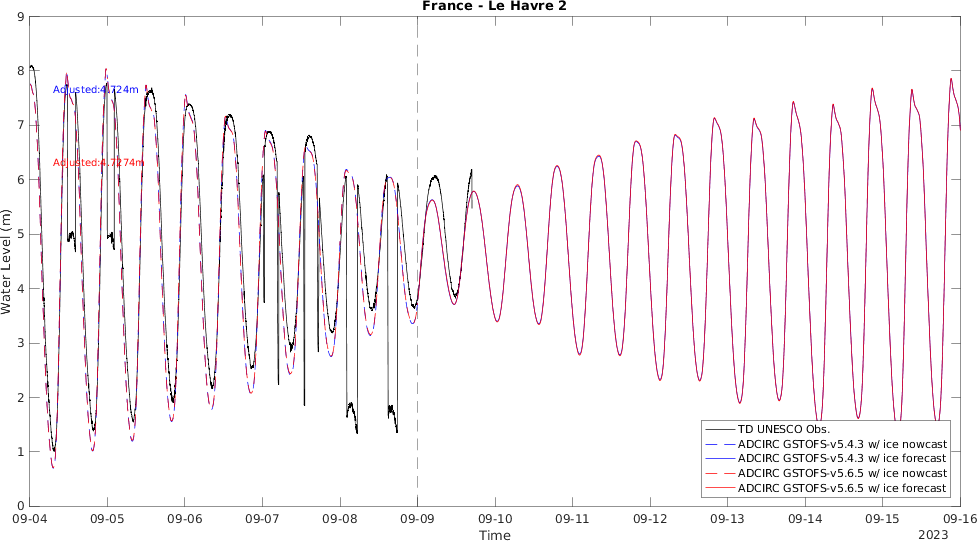 France - Le Havre 2
9
8
7
6
5
4
3
2
1
0
Water Level (m)
Adjusted:4.724m
Adjusted:4.7274m
TD UNESCO Obs.
ADCIRC GSTOFS-v5.4.3 w/ ice nowcast
ADCIRC GSTOFS-v5.4.3 w/ ice forecast
ADCIRC GSTOFS-v5.6.5 w/ ice nowcast
ADCIRC GSTOFS-v5.6.5 w/ ice forecast
09-04 09-05 09-06 09-07 09-08 09-09 09-10 09-11 09-12 09-13 09-14 09-15 09-16
Time
2023